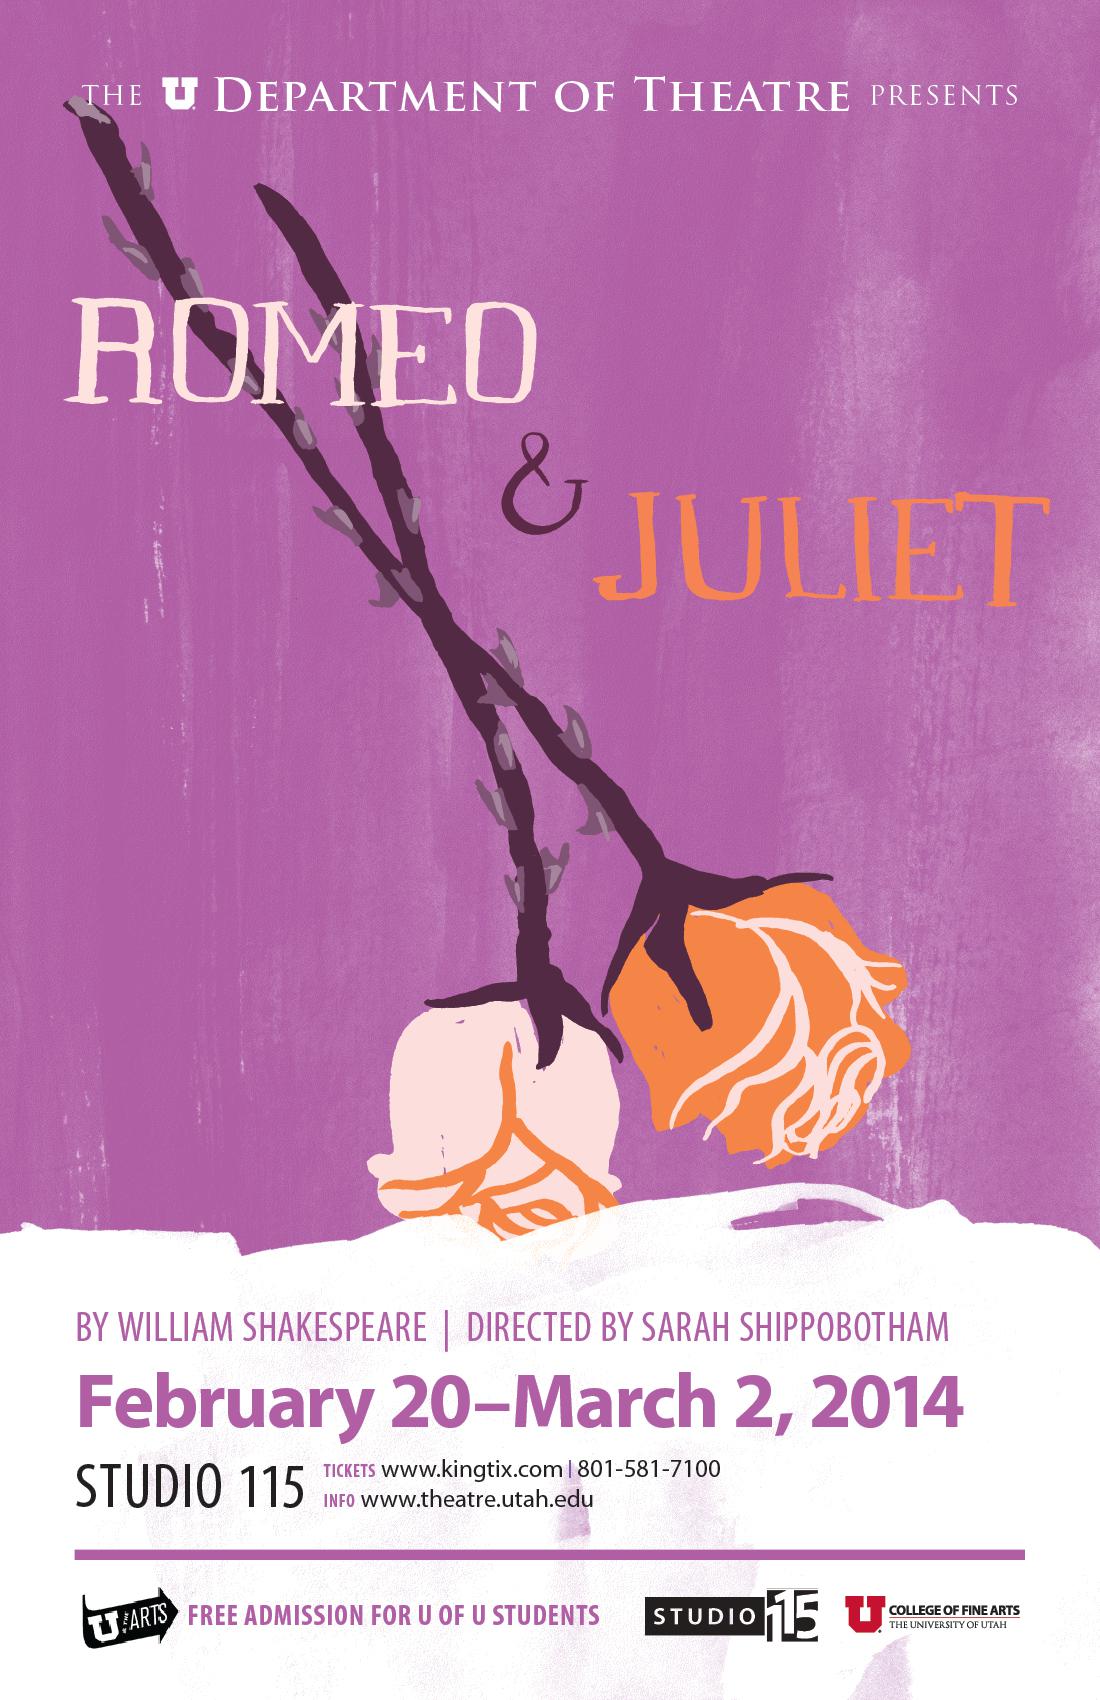 THE U DEPARTMENT OF THEATRE PRESENTS
ROMEO
&
JULIET
BY WILLIAM SHAKESPEARE | DIRECTED BY SARAH SHIPPOBOTHAM
February 20–March 2, 2014
STUDIO 115
TICKETS www.kingtix.com | 801-581-7100
INFO www.theatre.utah.edu
U THE ARTS FREE ADMISSION FOR U OF U STUDENTS
STUDIO 115
U COLLEGE OF FINE ARTS
THE UNIVERSITY OF UTAH